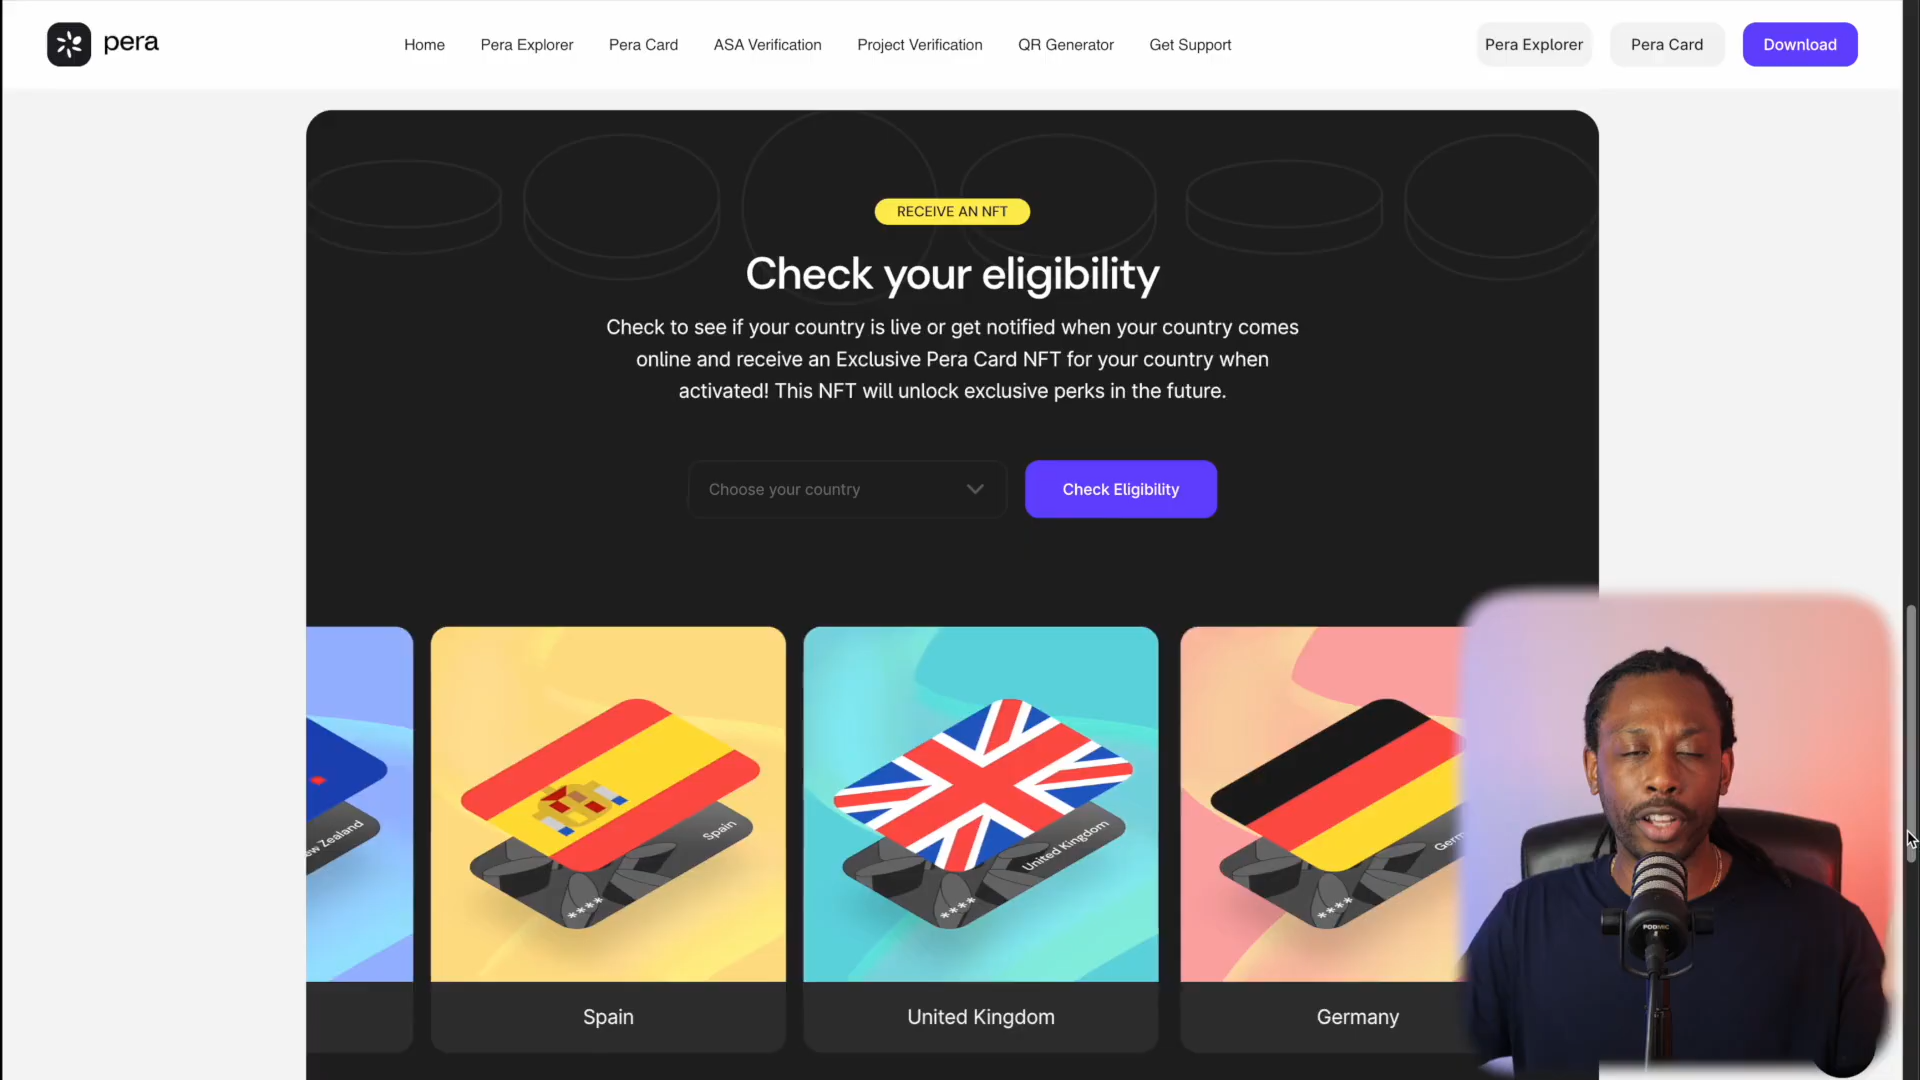 pera
Home
Pera Explorer
Pera Card
ASA Verification
Project Verification
QR Generator
Get Support
Pera Explorer
Pera Card
Download
RECEIVE AN NFT
Check your eligibility
Check to see if your country is live or get notified when your country comes
online and receive an Exclusive Pera Card NFT for your country when
activated! This NFT will unlock exclusive perks in the future.
Choose your country
Check Eligibility
Zealand
Spain
****
United Kingdom
****
Germ
****
PODMIC
Spain
United Kingdom
Germany